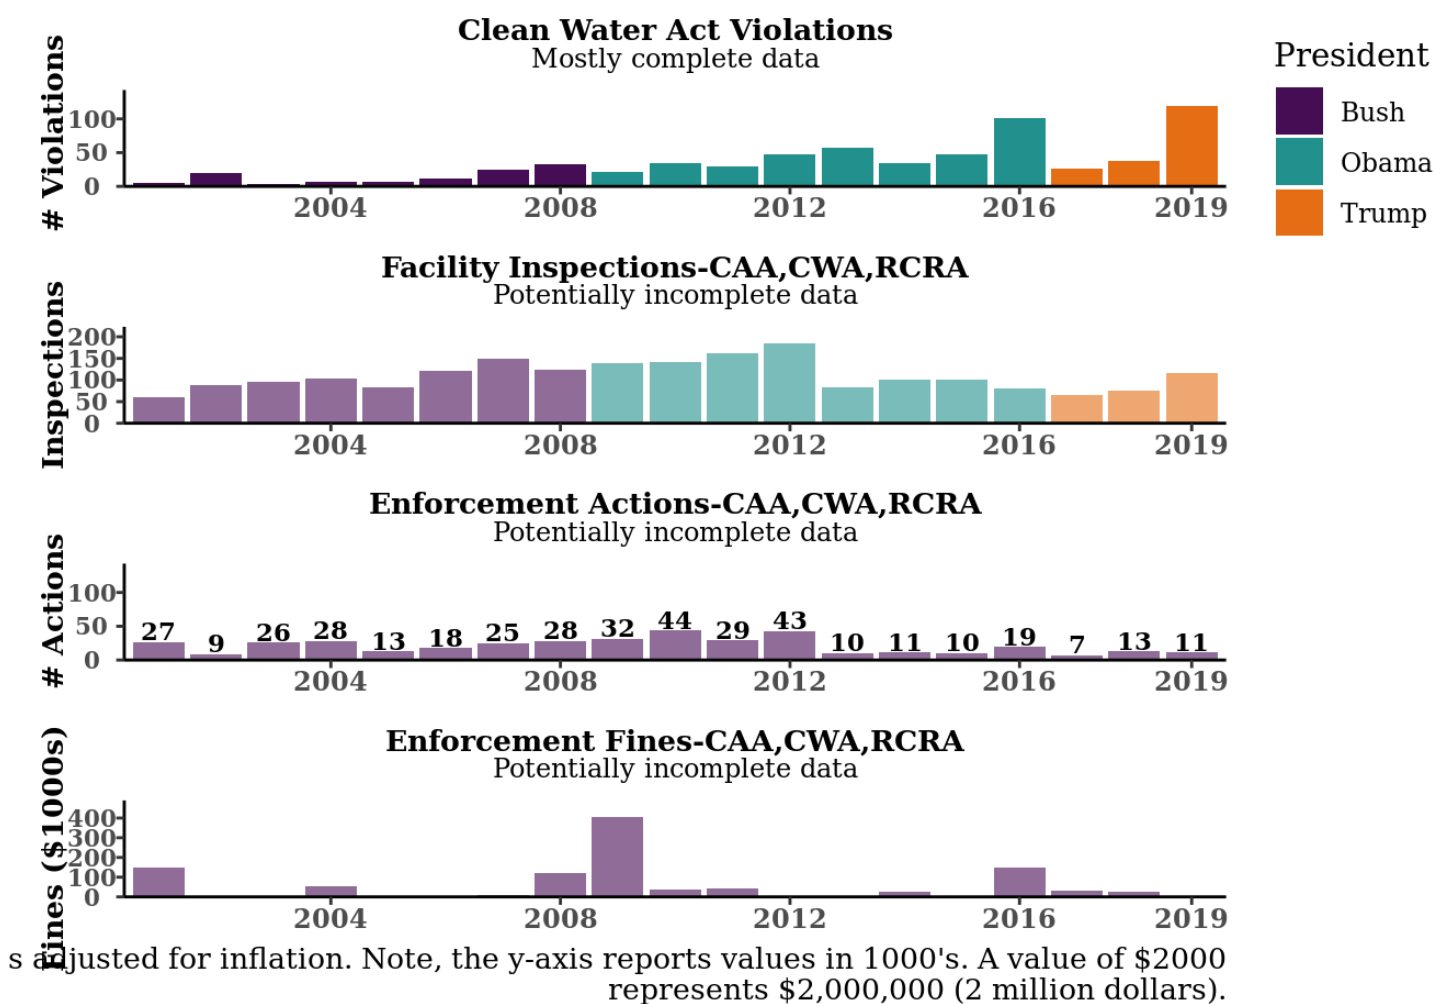 Clean Water Act Violations
Mostly complete data
# Violations
100
50
0
2004 2008 2012 2016 2019
President
Bush
Obama
Trump
Facility Inspections-CAA,CWA,RCRA
Potentially incomplete data
Inspections
200
150
100
50
0
2004 2008 2012 2016 2019
Enforcement Actions-CAA,CWA,RCRA
Potentially incomplete data
# Actions
100
50
0
27 9 26 28 13 18 25 28 32 44 29 43 10 11 10 19 7 13 11
2004 2008 2012 2016 2019
Enforcement Fines-CAA,CWA,RCRA
Potentially incomplete data
Fines ($1000s)
400
300
200
100
0
2004 2008 2012 2016 2019
s adjusted for inflation. Note, the y-axis reports values in 1000's. A value of $2000
represents $2,000,000 (2 million dollars).